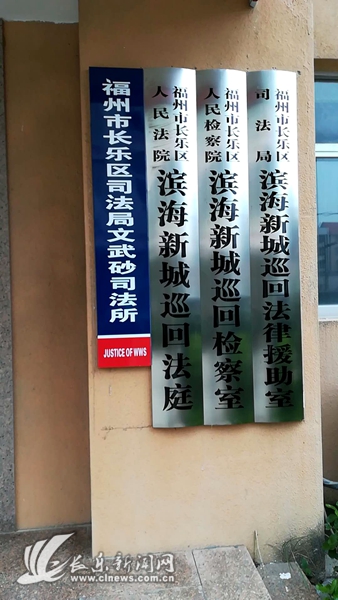 福州市长乐区司法局文武砂司法所
JUSTICE OF WWS
福州市长乐区
人民法院
滨海新城巡回法庭
福州市长乐区
人民检察院
滨海新城巡回检察室
福州市长乐区
司法局
滨海新城巡回法律援助室
长乐新闻网
www.clnews.com.cn